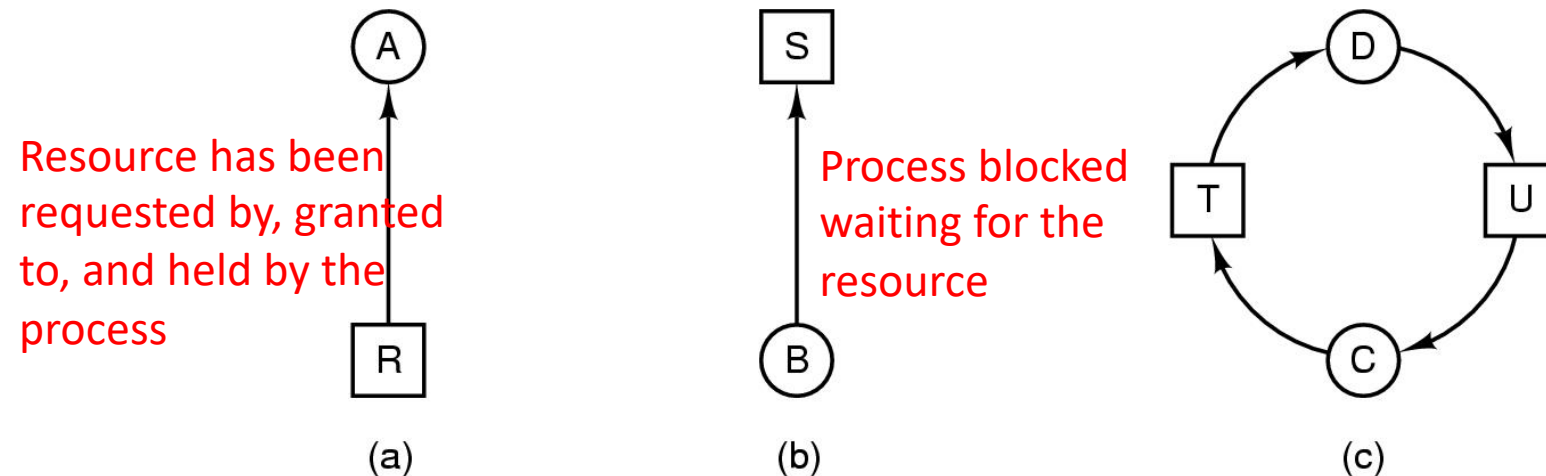 A
S
D
Resource has been
requested by, granted
to, and held by the
process
Process blocked
waiting for the
resource
T
U
R
B
C
(a)
(b)
(c)